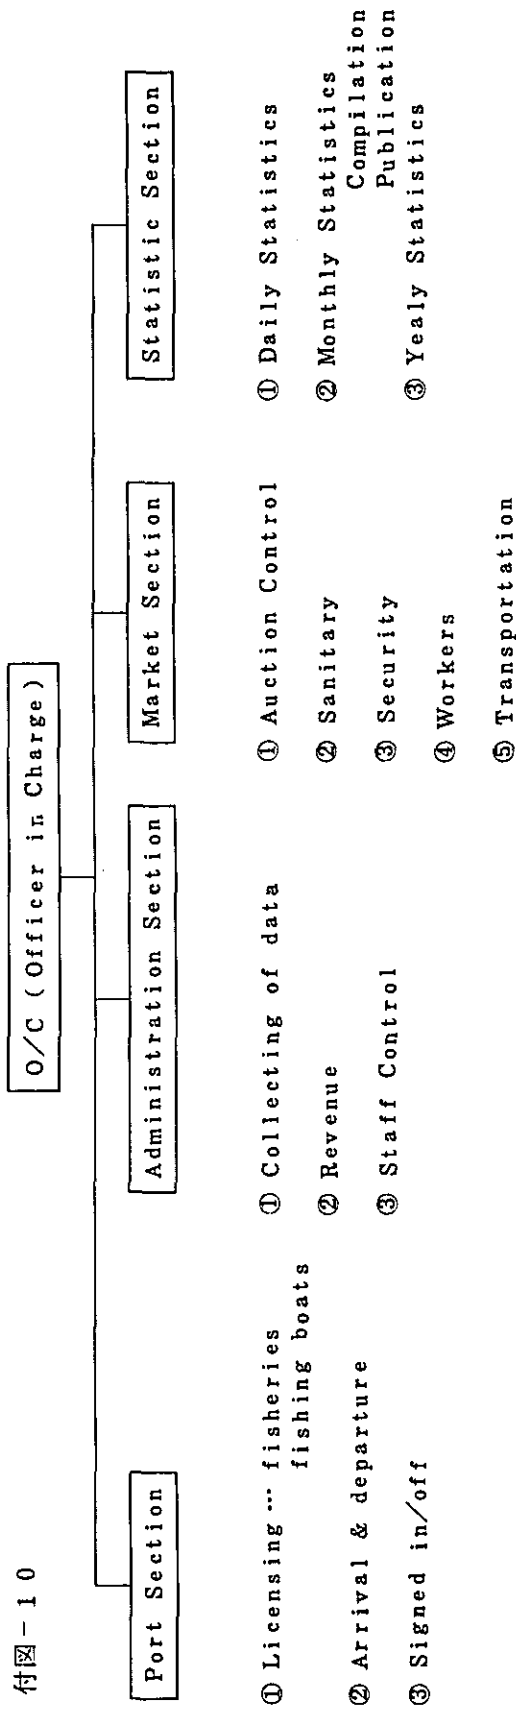 付図－10
O/C (Officer in Charge)
Port Section
① Licensing … fisheries
fishing boats
② Arrival & departure
③ Signed in/off
Administration Section
① Collecting of data
② Revenue
③ Staff Control
Market Section
① Auction Control
② Sanitary
③ Security
④ Workers
⑤ Transportation
Statistic Section
① Daily Statistics
② Monthly Statistics
Compilation
Publication
③ Yealy Statistics